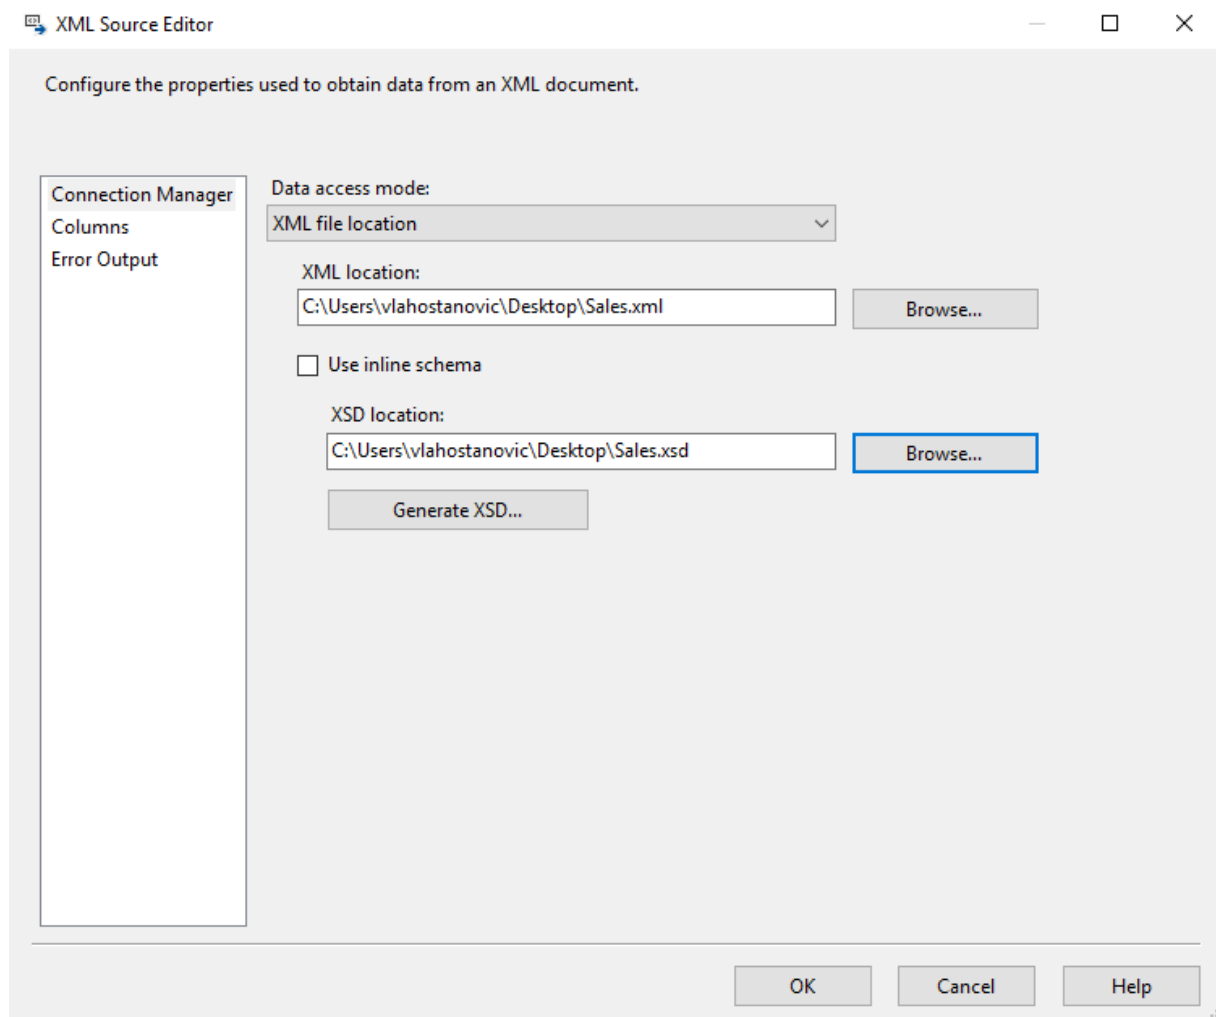 XML Source Editor
Configure the properties used to obtain data from an XML document.
Connection Manager
Columns
Error Output
Data access mode:
XML file location
XML location:
C:\Users\vlahostanovic\Desktop\Sales.xml
Browse...
Use inline schema
XSD location:
C:\Users\vlahostanovic\Desktop\Sales.xsd
Browse...
Generate XSD...
OK
Cancel
Help